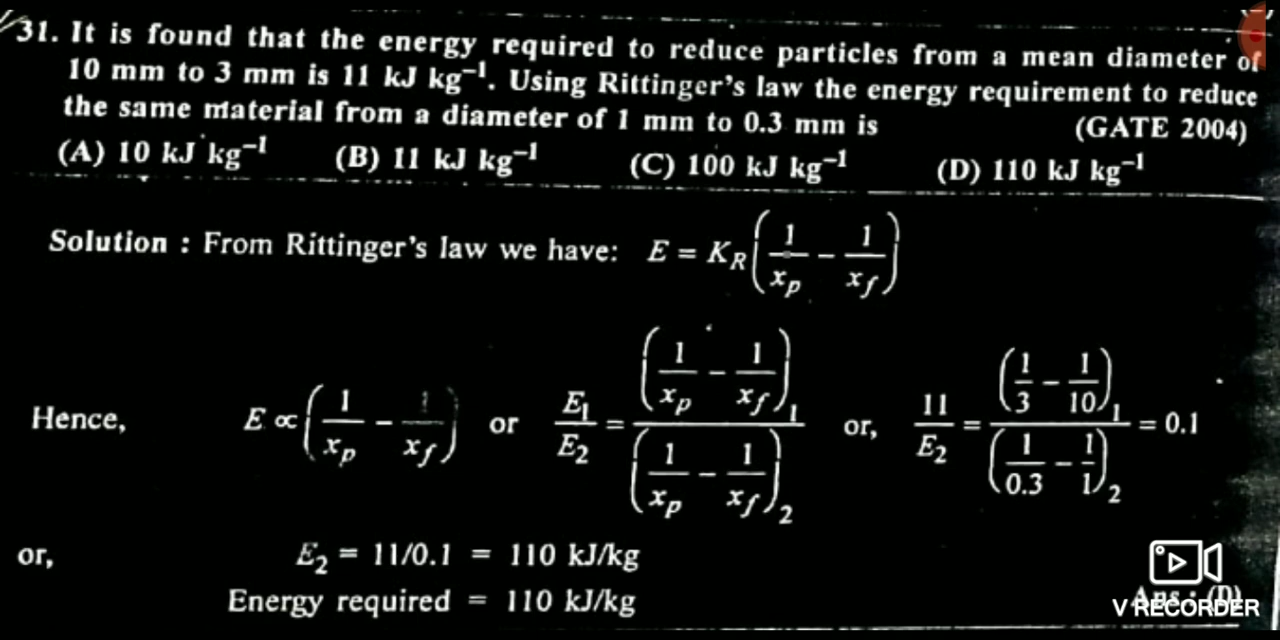 31. It is found that the energy required to reduce particles from a mean diameter of
10 mm to 3 mm is 11 kJ kg⁻¹. Using Rittinger's law the energy requirement to reduce
the same material from a diameter of 1 mm to 0.3 mm is (GATE 2004)
(A) 10 kJ kg⁻¹ (B) 11 kJ kg⁻¹ (C) 100 kJ kg⁻¹ (D) 110 kJ kg⁻¹
Solution : From Rittinger's law we have: E = K_R(1/x_p − 1/x_f)
Hence, E ∝ (1/x_p − 1/x_f) or E₁/E₂ = (1/x_p − 1/x_f)₁ / (1/x_p − 1/x_f)₂ or, 11/E₂ = (1/3 − 1/10)₁ / (1/0.3 − 1/1)₂ = 0.1
or, E₂ = 11/0.1 = 110 kJ/kg
Energy required = 110 kJ/kg
Ans : (D)
V RECORDER